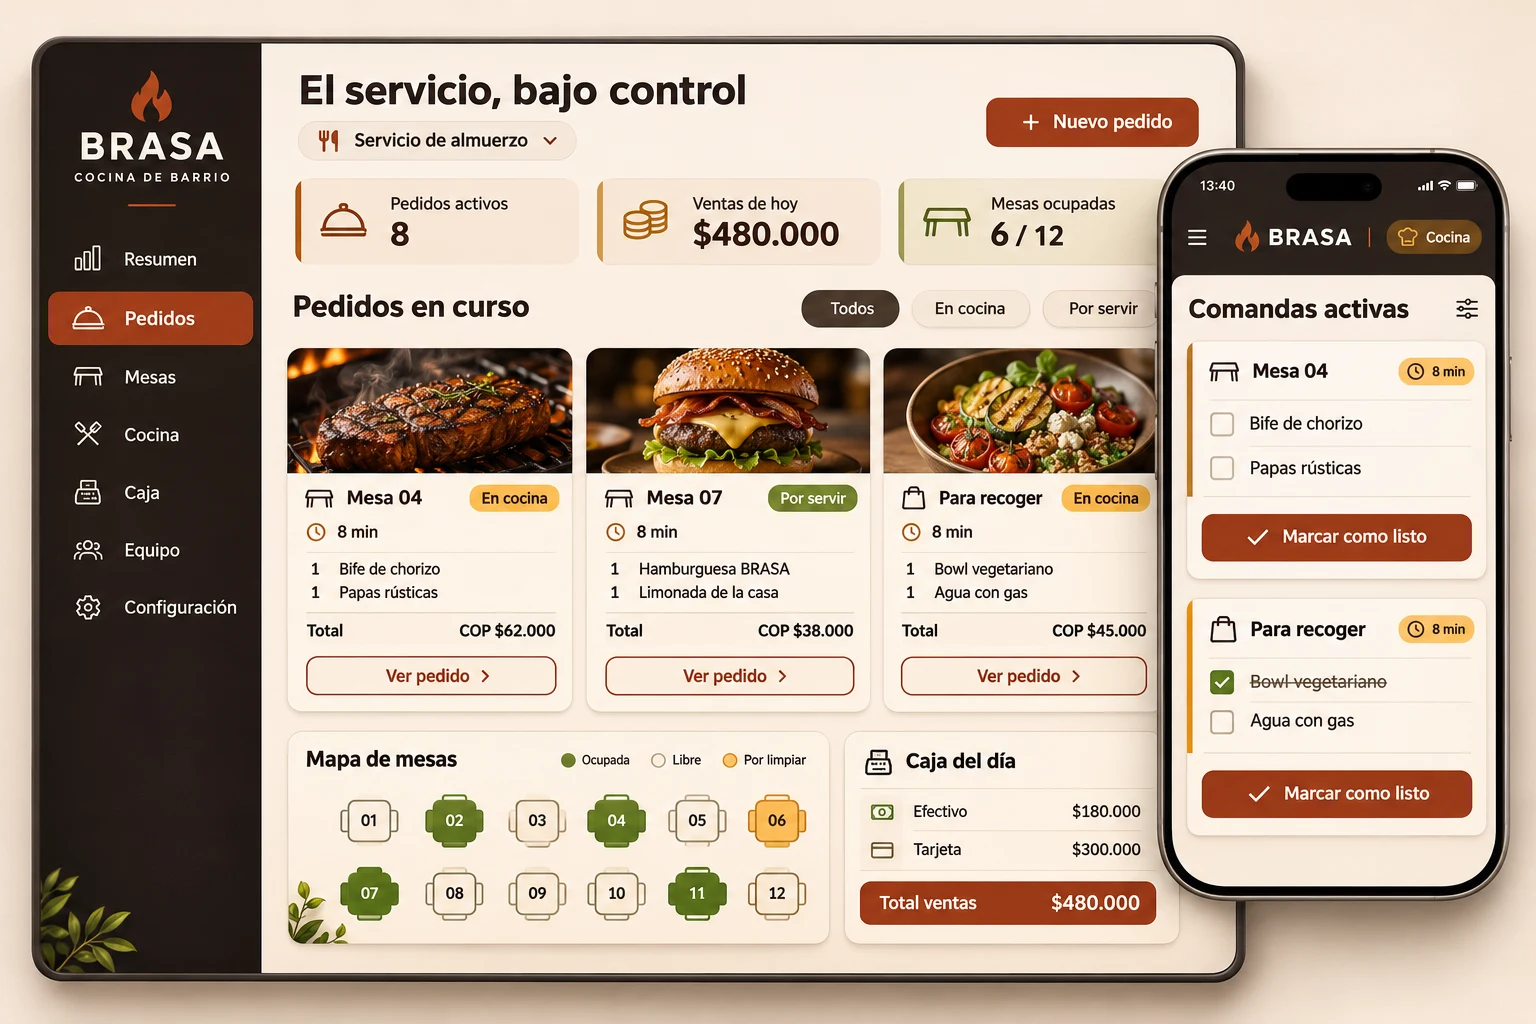 BRASA
COCINA DE BARRIO
Resumen
Pedidos
Mesas
Cocina
Caja
Equipo
Configuración
El servicio, bajo control
Servicio de almuerzo
+ Nuevo pedido
Pedidos activos
8
Ventas de hoy
$480.000
Mesas ocupadas
6 / 12
Pedidos en curso
Todos
En cocina
Por servir
Mesa 04
En cocina
8 min
1 Bife de chorizo
1 Papas rústicas
Total COP $62.000
Ver pedido
Mesa 07
Por servir
8 min
1 Hamburguesa BRASA
1 Limonada de la casa
Total COP $38.000
Ver pedido
Para recoger
En cocina
8 min
1 Bowl vegetariano
1 Agua con gas
Total COP $45.000
Ver pedido
Mapa de mesas
Ocupada
Libre
Por limpiar
01 02 03 04 05 06
07 08 09 10 11 12
Caja del día
Efectivo $180.000
Tarjeta $300.000
Total ventas $480.000
13:40
BRASA
Cocina
Comandas activas
Mesa 04
8 min
Bife de chorizo
Papas rústicas
Marcar como listo
Para recoger
8 min
Bowl vegetariano
Agua con gas
Marcar como listo